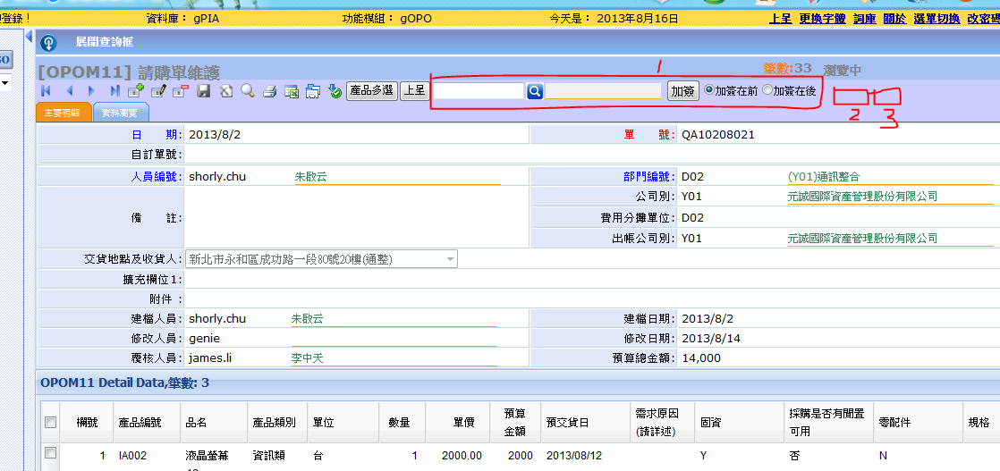 登錄！ 資料庫： gPIA 功能模組： gOPO 今天是： 2013年8月16日 上呈 更換字體 詞庫 關於 選單切換 改密碼
展開查詢框
GO
[OPOM11] 請購單維護 筆數:33 瀏覽中
1
產品多選 上呈 加簽 加簽在前 加簽在後
2 3
主要明細 資料瀏覽
日 期: 2013/8/2 單 號: QA10208021
自訂單號:
人員編號: shorly.chu 朱啟云 部門編號: D02 (Y01)通訊整合
公司別: Y01 元誠國際資產管理股份有限公司
備 註: 費用分攤單位: D02
出帳公司別: Y01 元誠國際資產管理股份有限公司
交貨地點及收貨人: 新北市永和區成功路一段80號20樓(通整)
擴充欄位1:
附件 :
建檔人員: shorly.chu 朱啟云 建檔日期: 2013/8/2
修改人員: genie 修改日期: 2013/8/14
覆核人員: james.li 李中天 預算總金額: 14,000
OPOM11 Detail Data,筆數: 3
欄號 產品編號 品名 產品類別 單位 數量 單價 預算金額 預交貨日 需求原因(請詳述) 固資 採購是否有閒置可用 零配件 規格
1 IA002 液晶螢幕 資訊類 台 1 2000.00 2000 2013/08/12 Y 否 N